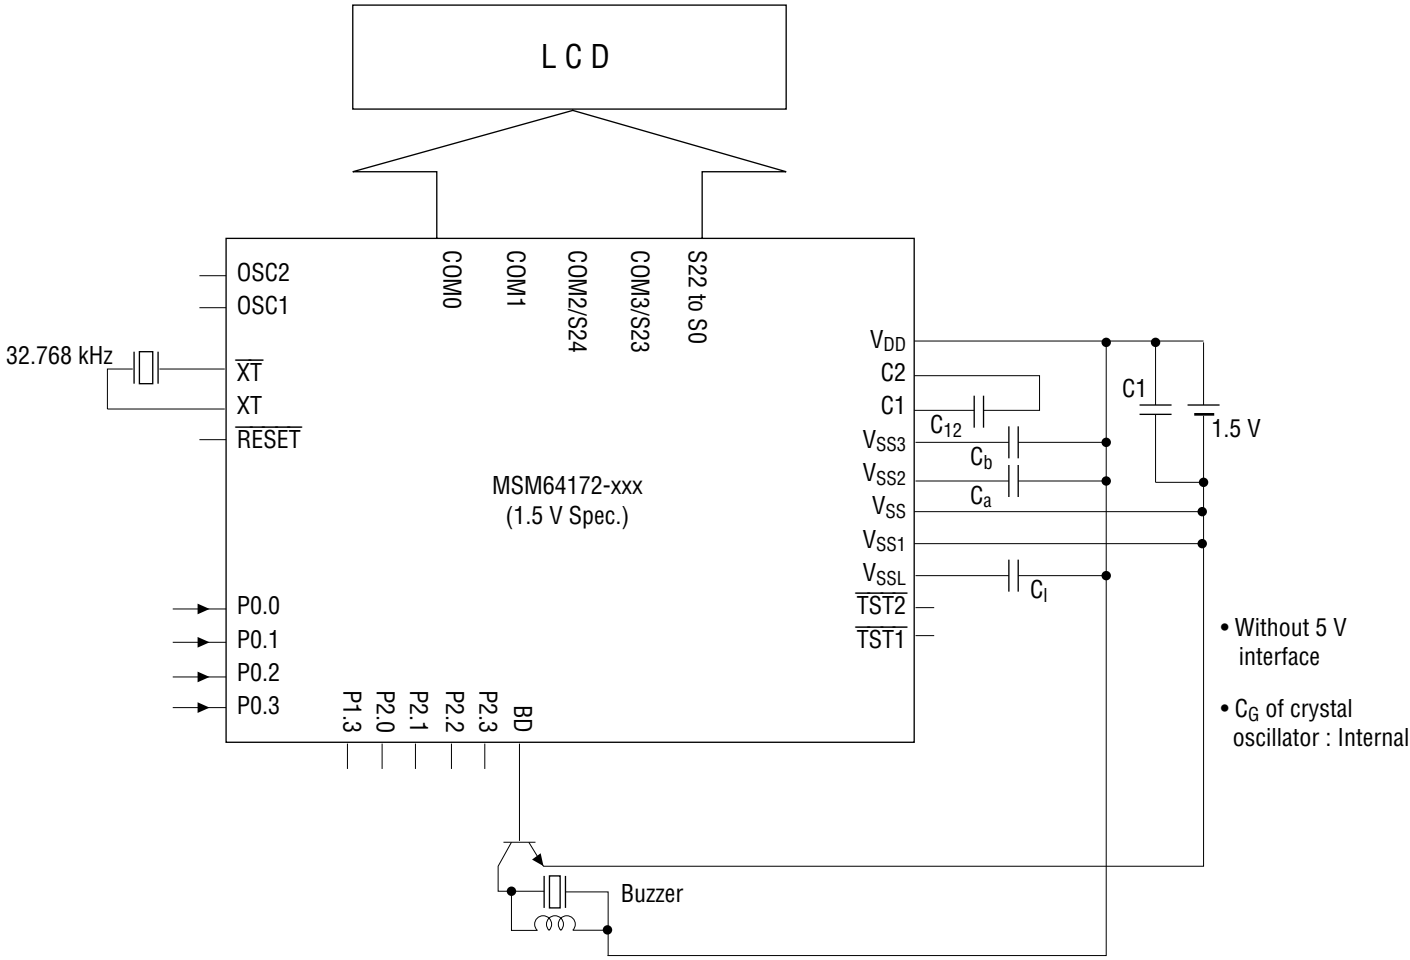 LCD
COM0
COM1
COM2/S24
COM3/S23
S22 to S0
OSC2
OSC1
32.768 kHz
XT
XT
RESET
VDD
C2
C1
C12
VSS3
Cb
VSS2
Ca
VSS
VSS1
VSSL
Cl
TST2
TST1
C1
1.5 V
MSM64172-xxx
(1.5 V Spec.)
P0.0
P0.1
P0.2
P0.3
P1.3
P2.0
P2.1
P2.2
P2.3
BD
• Without 5 V
interface
• CG of crystal
oscillator : Internal
Buzzer